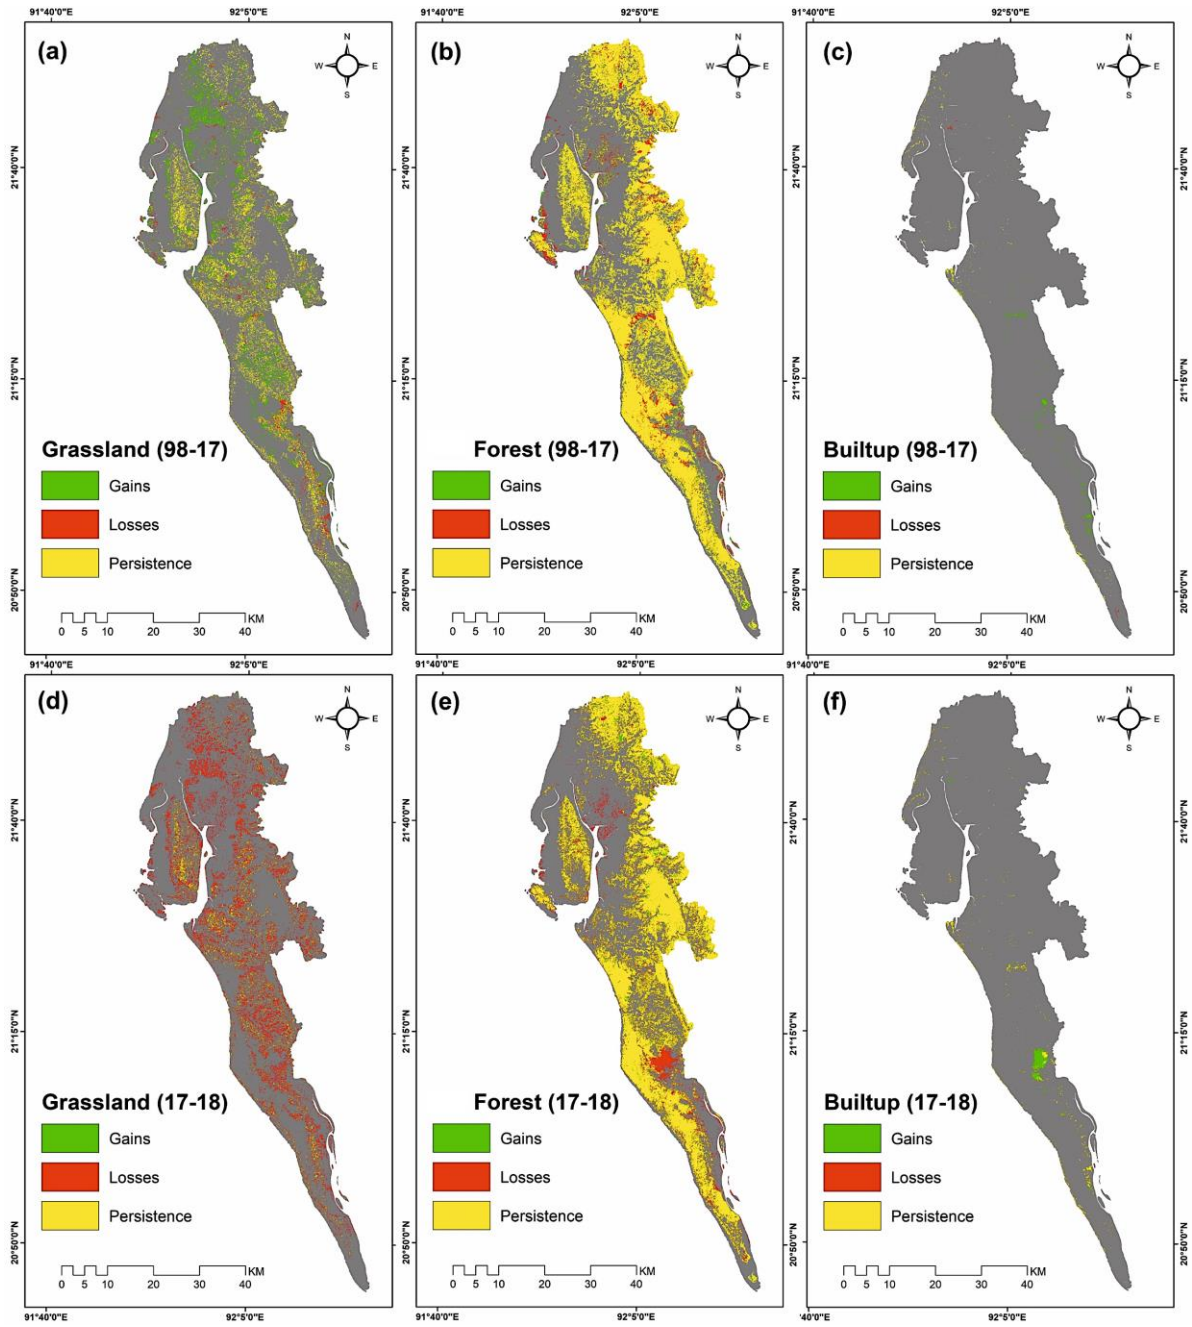 91°40'0"E 92°5'0"E 91°40'0"E 92°5'0"E 91°40'0"E 92°5'0"E
(a)
N
W E
S
21°40'0"N
21°15'0"N
20°50'0"N
Grassland (98-17)
Gains
Losses
Persistence
KM
0 5 10 20 30 40
(b)
N
W E
S
21°40'0"N
21°15'0"N
20°50'0"N
Forest (98-17)
Gains
Losses
Persistence
KM
0 5 10 20 30 40
(c)
N
W E
S
21°40'0"N
21°15'0"N
20°50'0"N
21°40'0"N
21°15'0"N
20°50'0"N
Builtup (98-17)
Gains
Losses
Persistence
KM
0 5 10 20 30 40
91°40'0"E 92°5'0"E 91°40'0"E 92°5'0"E 91°40'0"E 92°5'0"E
(d)
N
W E
S
21°40'0"N
21°15'0"N
20°50'0"N
Grassland (17-18)
Gains
Losses
Persistence
KM
0 5 10 20 30 40
(e)
N
W E
S
21°40'0"N
21°15'0"N
20°50'0"N
Forest (17-18)
Gains
Losses
Persistence
KM
0 5 10 20 30 40
(f)
N
W E
S
21°40'0"N
21°15'0"N
20°50'0"N
21°40'0"N
21°15'0"N
20°50'0"N
Builtup (17-18)
Gains
Losses
Persistence
KM
0 5 10 20 30 40
91°40'0"E 92°5'0"E 91°40'0"E 92°5'0"E °40'0"E 92°5'0"E